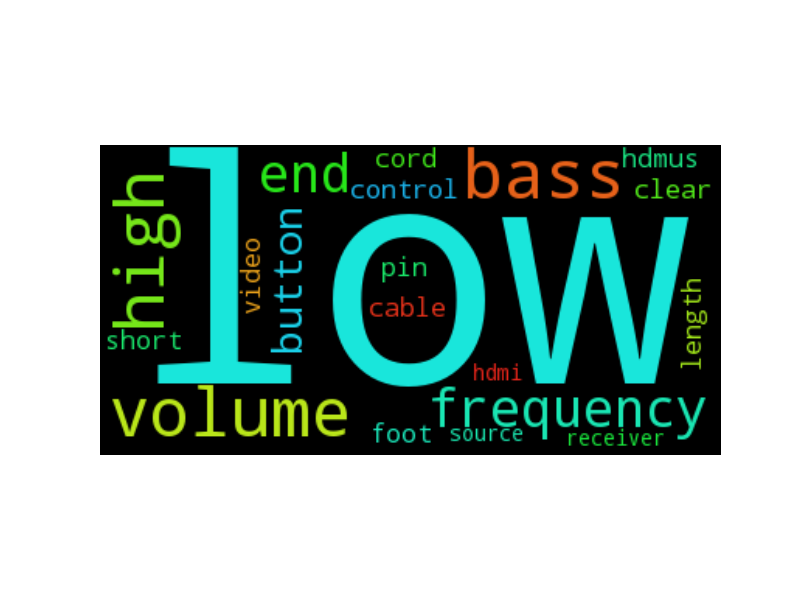 cord
hdmus
end
bass
control
clear
high
low
button
video
pin
cable
length
short
hdmi
volume
frequency
foot
source
receiver